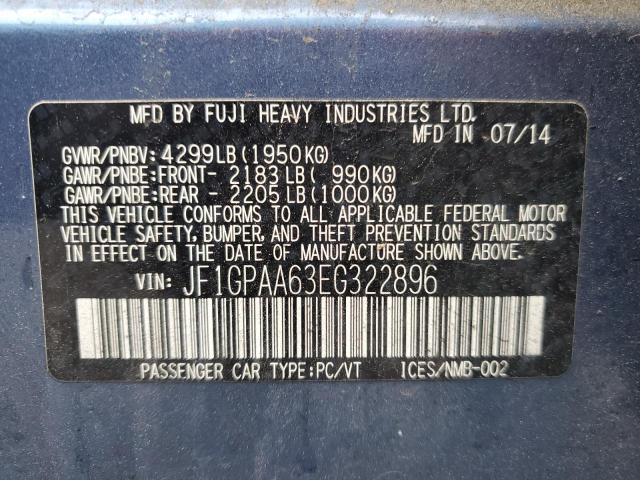 MFD BY FUJI HEAVY INDUSTRIES LTD.
MFD IN 07/14
GVWR/PNBV: 4299LB (1950KG)
GAWR/PNBE:FRONT- 2183LB ( 990KG)
GAWR/PNBE:REAR - 2205LB (1000KG)
THIS VEHICLE CONFORMS TO ALL APPLICABLE FEDERAL MOTOR
VEHICLE SAFETY, BUMPER, AND THEFT PREVENTION STANDARDS
IN EFFECT ON THE DATE OF MANUFACTURE SHOWN ABOVE.
VIN: JF1GPAA63EG322896
PASSENGER CAR TYPE:PC/VT ICES/NMB-002